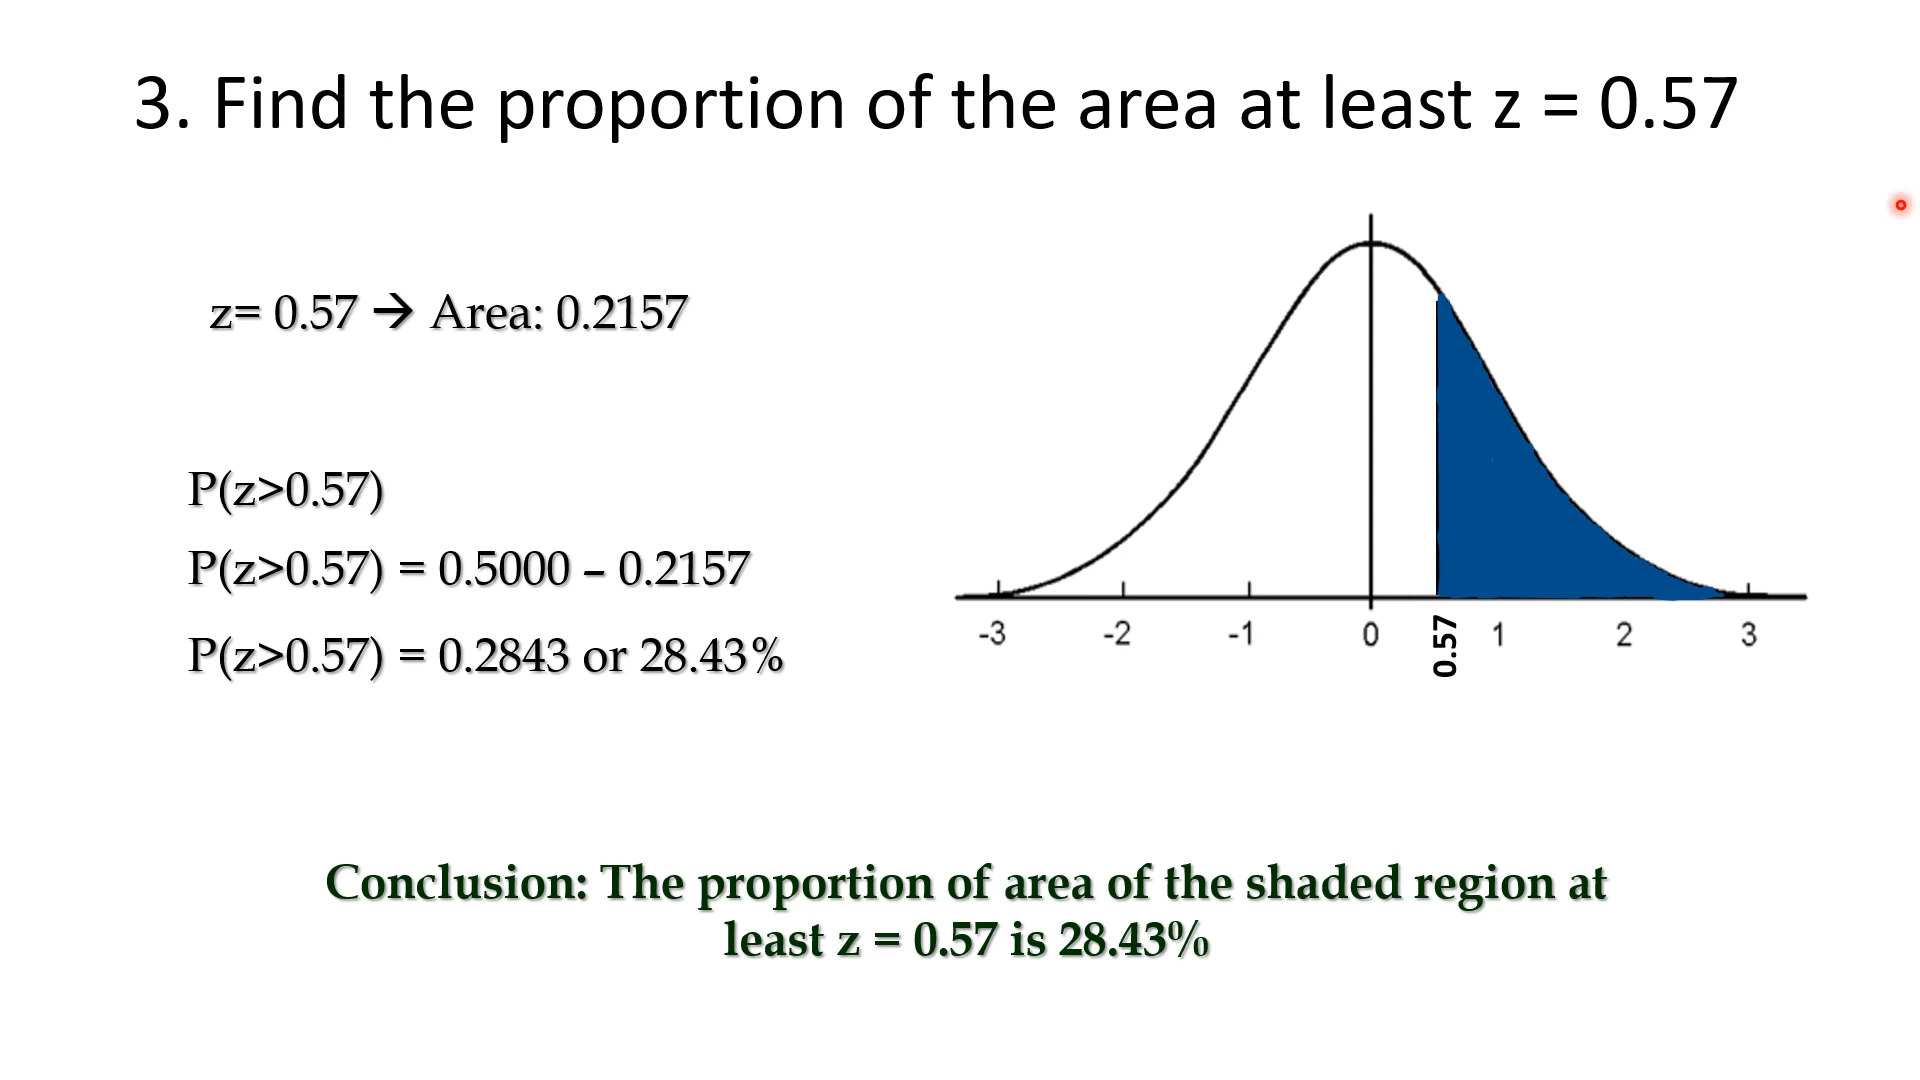 3. Find the proportion of the area at least z = 0.57
z= 0.57 → Area: 0.2157
P(z>0.57)
P(z>0.57) = 0.5000 – 0.2157
P(z>0.57) = 0.2843 or 28.43%
-3 -2 -1 0 0.57 1 2 3
Conclusion: The proportion of area of the shaded region at
least z = 0.57 is 28.43%